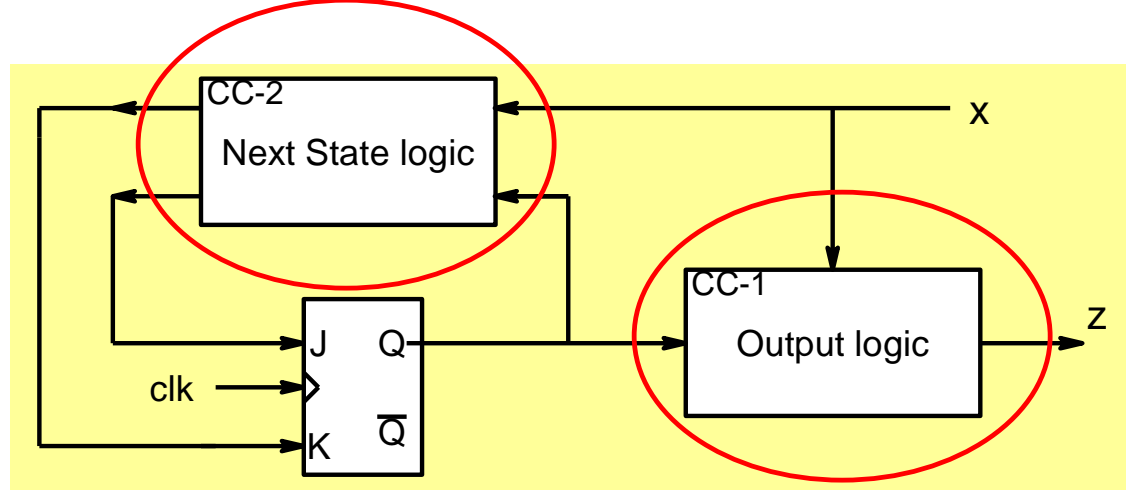 CC-2
Next State logic
x
CC-1
Output logic
z
J Q
clk
K Q̅